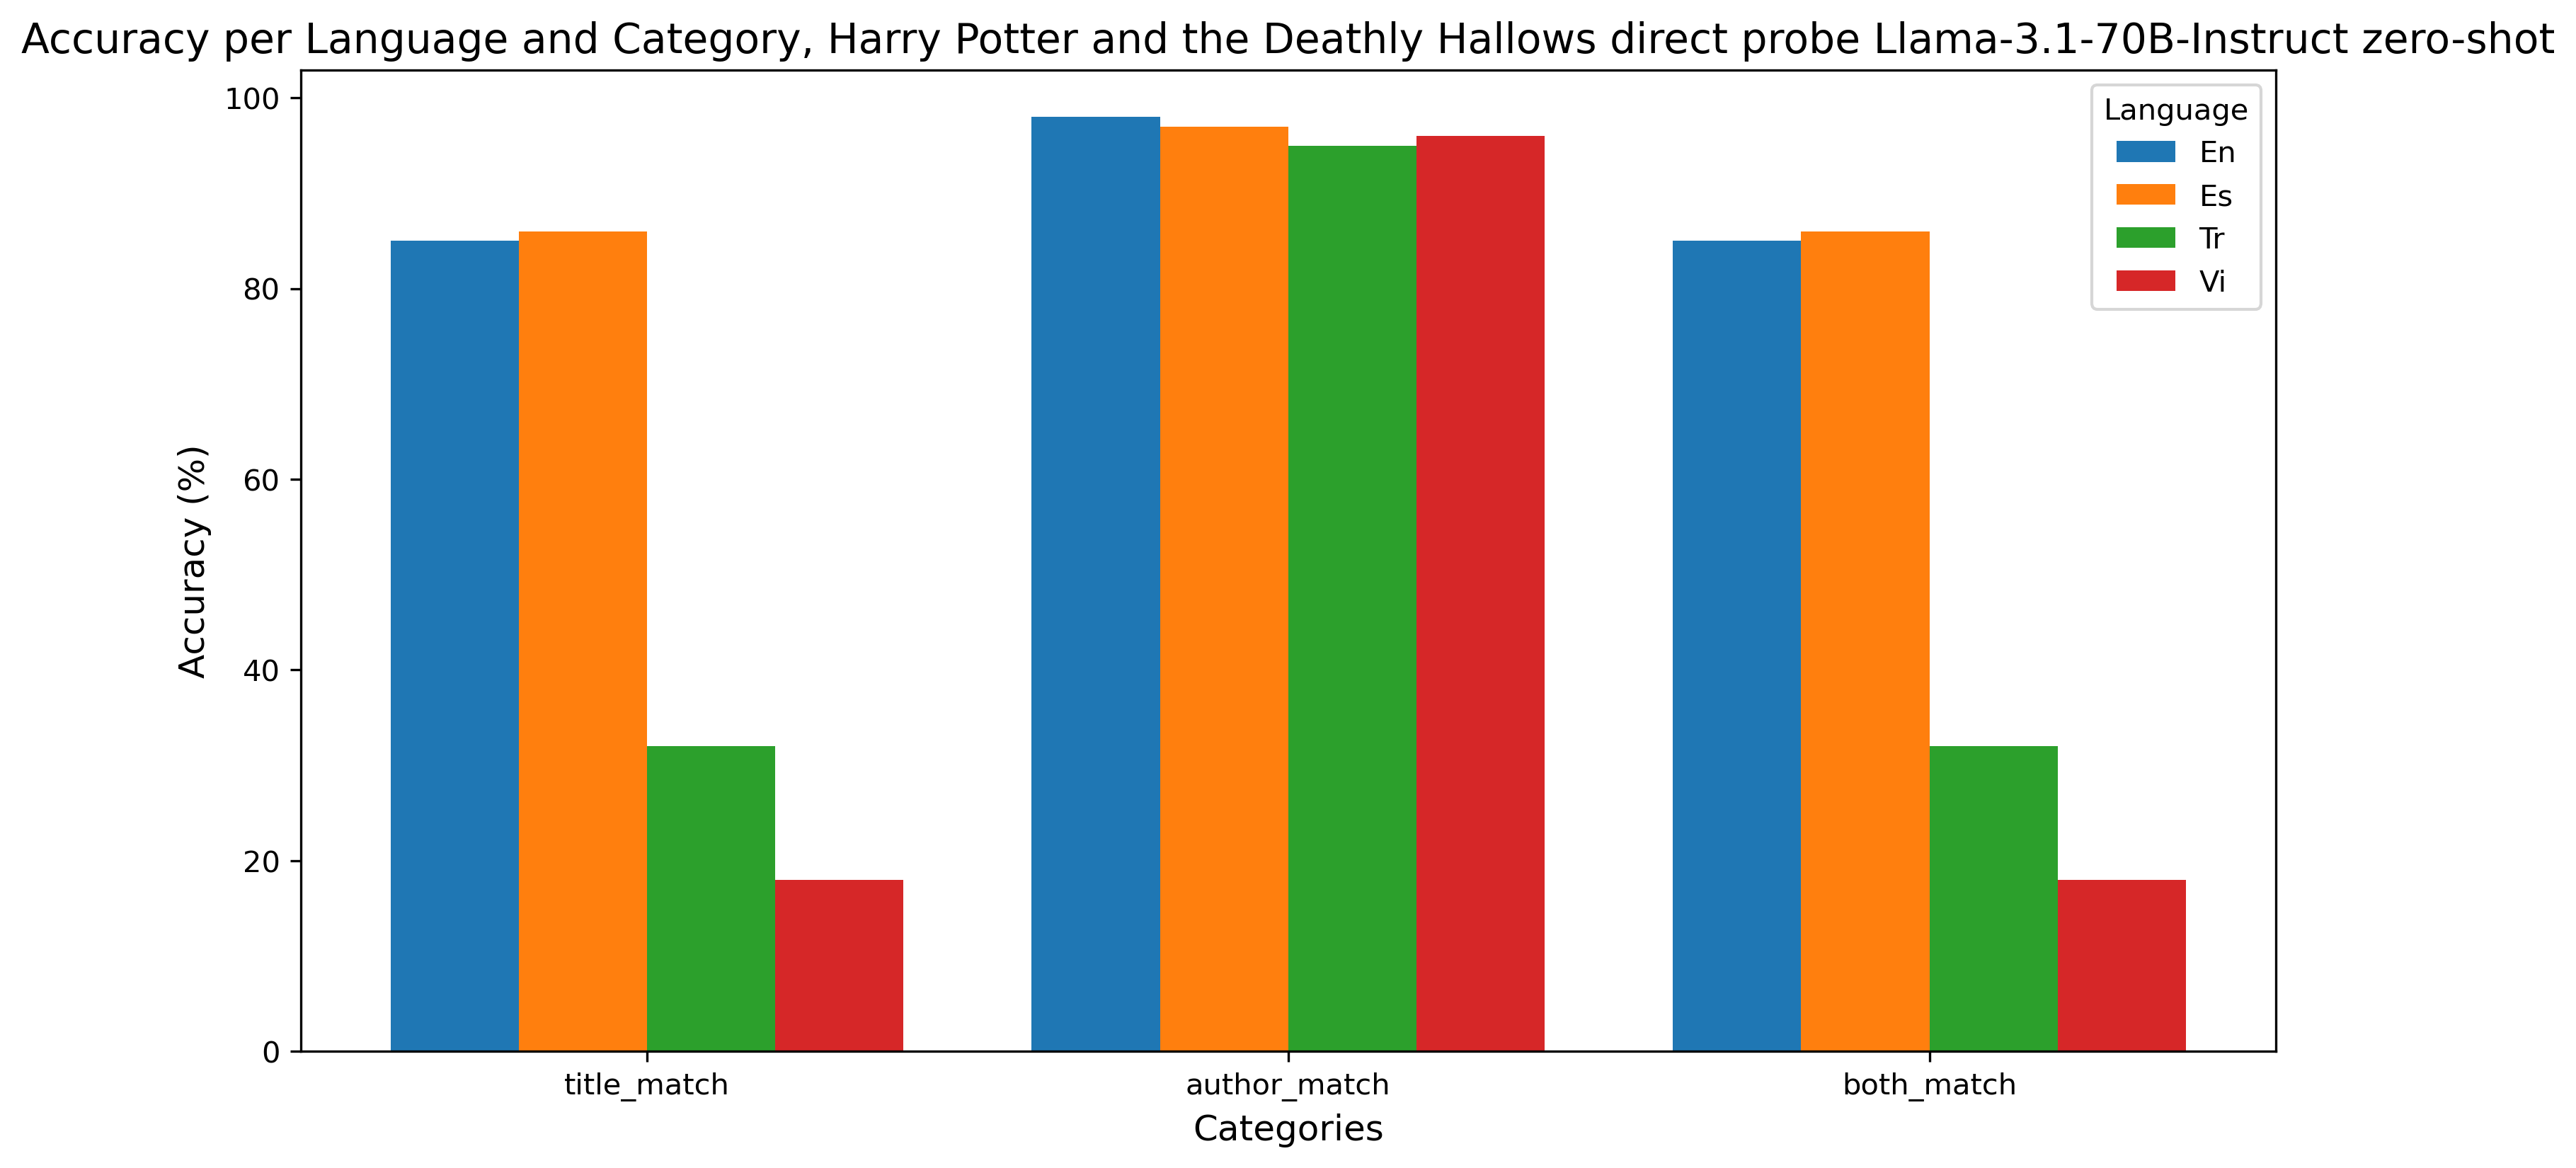 Accuracy per Language and Category, Harry Potter and the Deathly Hallows direct probe Llama-3.1-70B-Instruct zero-shot
Language
En
Es
Tr
Vi
Accuracy (%)
100
80
60
40
20
0
title_match
author_match
both_match
Categories